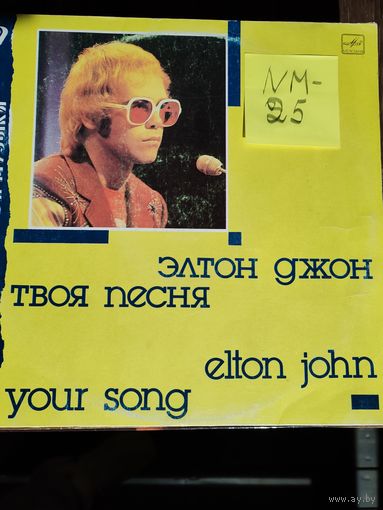 NM-
25
элтон джон
твоя песня
elton john
your song
www.ay.by